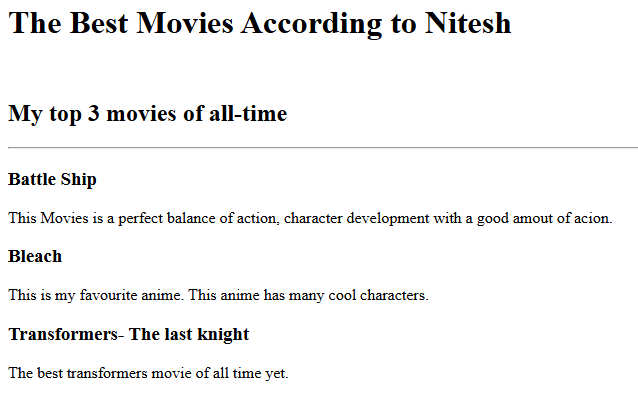 The Best Movies According to Nitesh
My top 3 movies of all-time
Battle Ship
This Movies is a perfect balance of action, character development with a good amout of acion.
Bleach
This is my favourite anime. This anime has many cool characters.
Transformers- The last knight
The best transformers movie of all time yet.